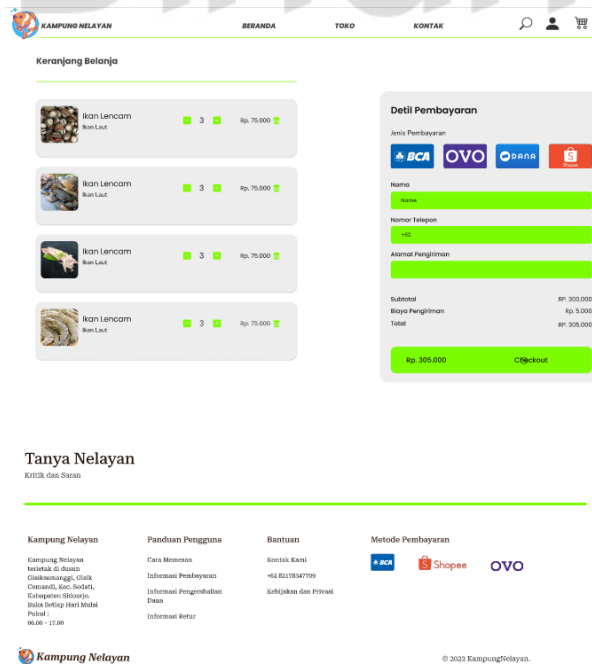 KAMPUNG NELAYAN
BERANDA
TOKO
KONTAK
Keranjang Belanja
Ikan Lencam
Ikan Laut
3
Rp. 75.000
Ikan Lencam
Ikan Laut
3
Rp. 75.000
Ikan Lencam
Ikan Laut
3
Rp. 75.000
Ikan Lencam
Ikan Laut
3
Rp. 75.000
Detil Pembayaran
Jenis Pembayaran
BCA
OVO
DANA
Shopee
Nama
Name
Nomor Telepon
+62
Alamat Pengiriman
Subtotal RP. 300.000
Biaya Pengiriman Rp. 5.000
Total RP. 305.000
Rp. 305.000 Checkout
Tanya Nelayan
Kritik dan Saran
Kampung Nelayan
Kampung Nelayan
terletak di dusun
Gisiksemanggi, Gisik
Cemandi, Kec. Sedati,
Kabupaten Sidoarjo.
Buka Setiap Hari Mulai
Pukul :
06.00 - 17.00
Panduan Pengguna
Cara Memesan
Informasi Pembayaran
Informasi Pengembalian
Dana
Informasi Retur
Bantuan
Kontak Kami
+62-82178347709
Kebijakan dan Privasi
Metode Pembayaran
BCA
Shopee
OVO
Kampung Nelayan
© 2022 KampungNelayan.